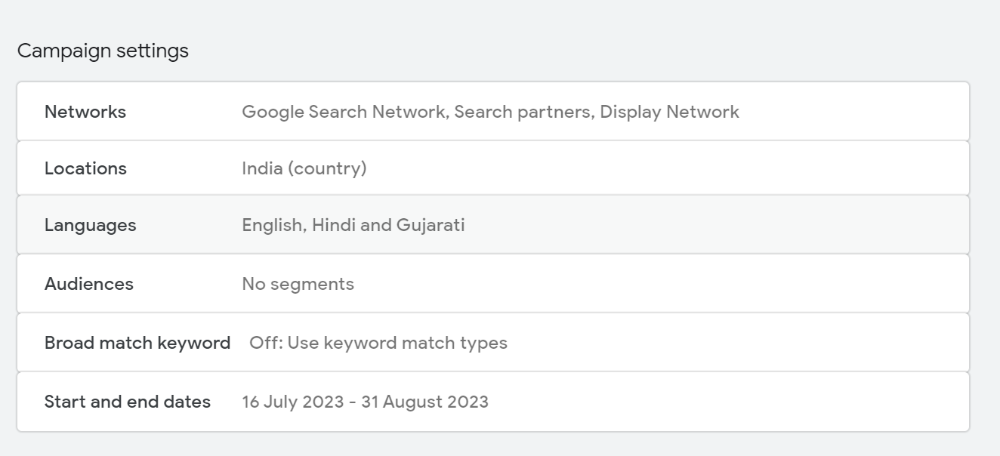 Campaign settings
Networks Google Search Network, Search partners, Display Network
Locations India (country)
Languages English, Hindi and Gujarati
Audiences No segments
Broad match keyword Off: Use keyword match types
Start and end dates 16 July 2023 - 31 August 2023